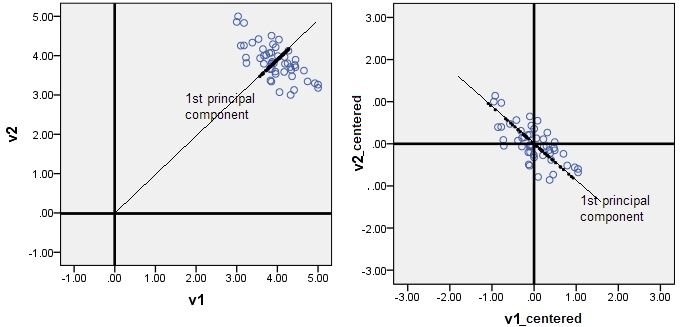 5.00
4.00
3.00
2.00
1.00
.00
-1.00
v2
1st principal
component
-1.00 .00 1.00 2.00 3.00 4.00 5.00
v1
3.00
2.00
.00
.00
.00
-2.00
-3.00
v2_centered
1st principal
component
-3.00 -2.00 -1.00 .00 1.00 2.00 3.00
v1_centered